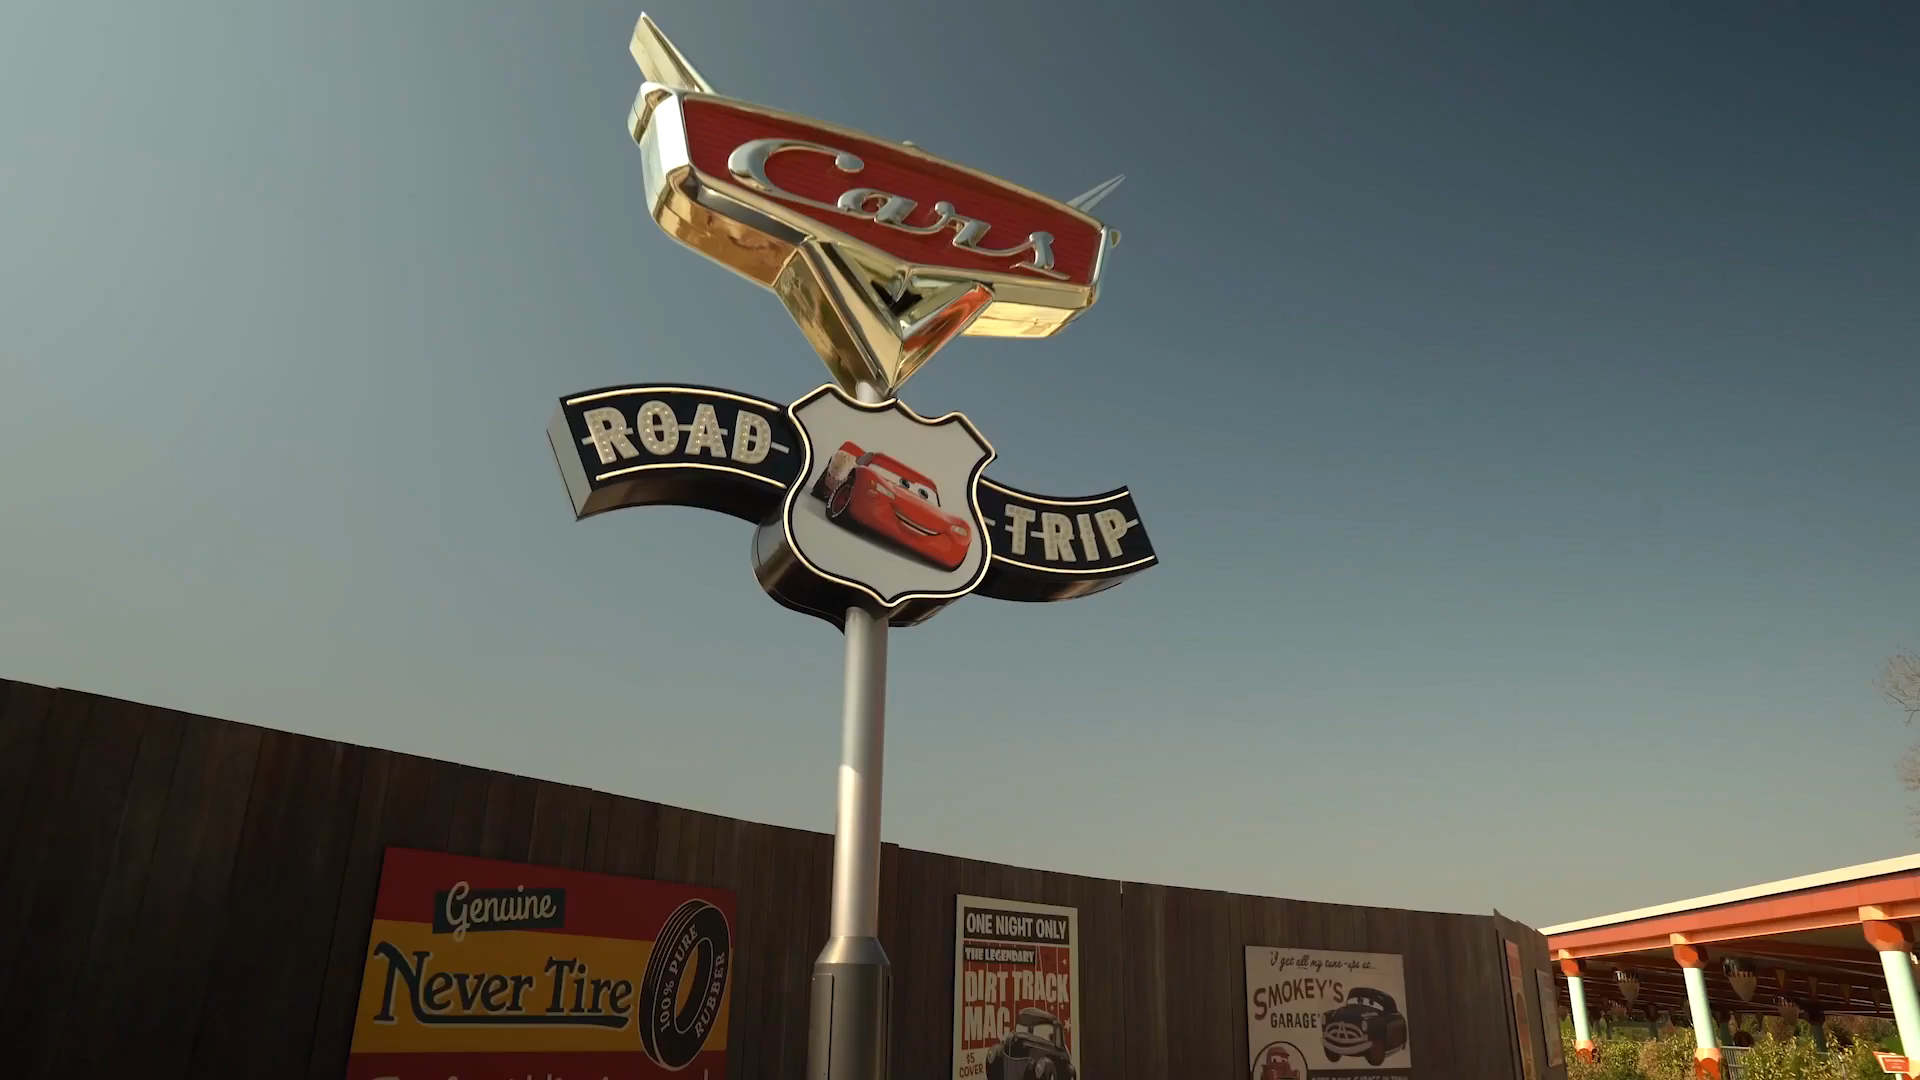 Cars
ROAD TRIP
Genuine
Never Tire
100% PURE
RUBBER
ONE NIGHT ONLY
THE LEGENDARY
DIRT TRACK
MAC
$5
COVER
I get all my tune-ups at...
SMOKEY'S
GARAGE